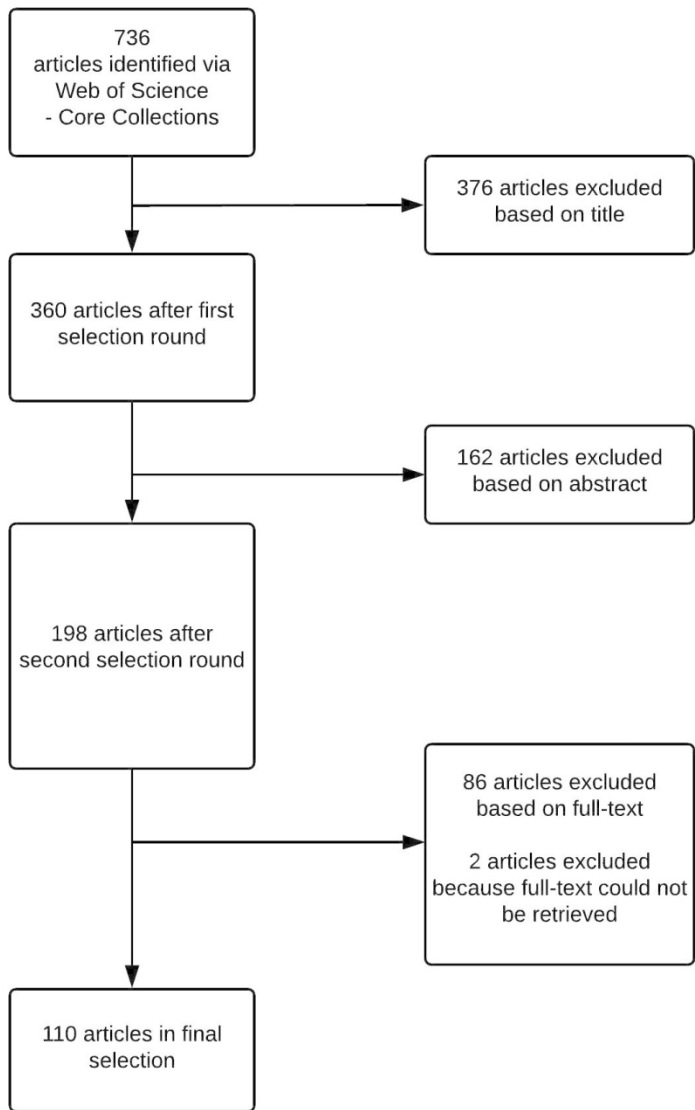 736
articles identified via
Web of Science
- Core Collections
376 articles excluded
based on title
360 articles after first
selection round
162 articles excluded
based on abstract
198 articles after
second selection round
86 articles excluded
based on full-text
2 articles excluded
because full-text could not
be retrieved
110 articles in final
selection